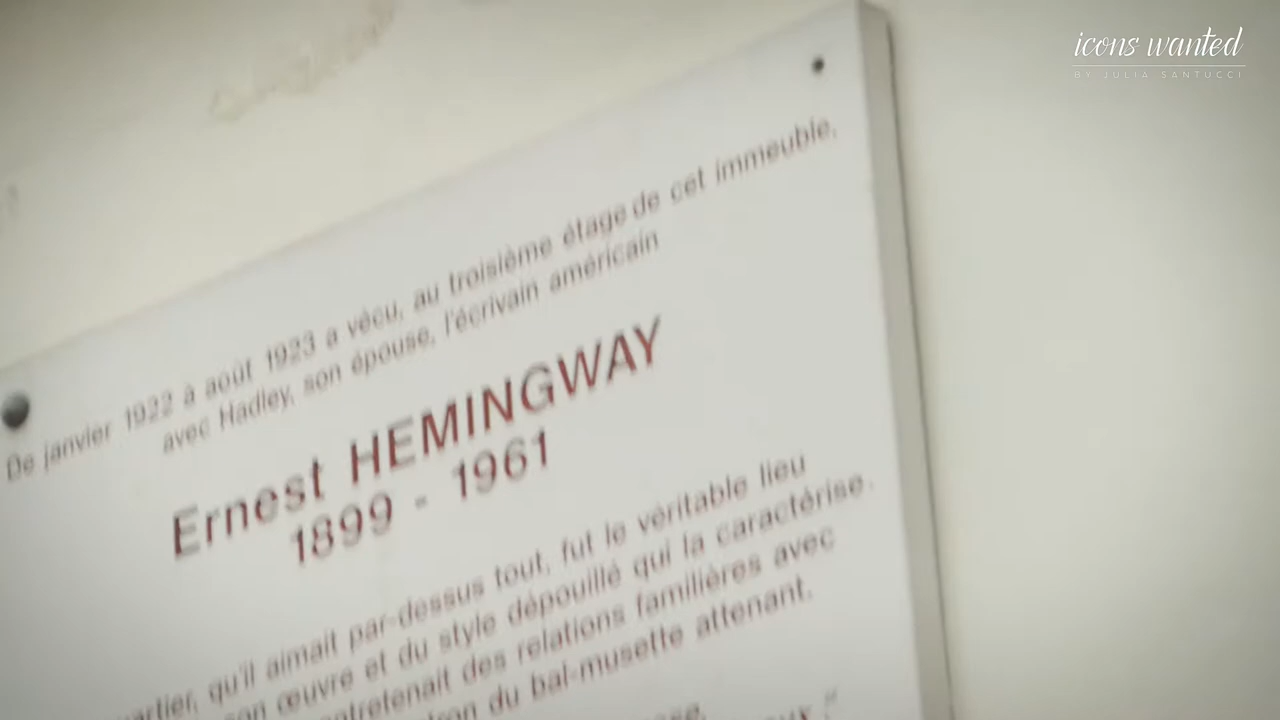 icons wanted
BY JULIA SANTUCCI
De janvier 1922 à août 1923 a vécu, au troisième étage de cet immeuble,
avec Hadley, son épouse, l'écrivain américain
Ernest HEMINGWAY
1899 - 1961
qu'il aimait par-dessus tout, fut le véritable lieu
œuvre et du style dépouillé qui la caractérise.
des relations familières avec
du bal-musette attenant.